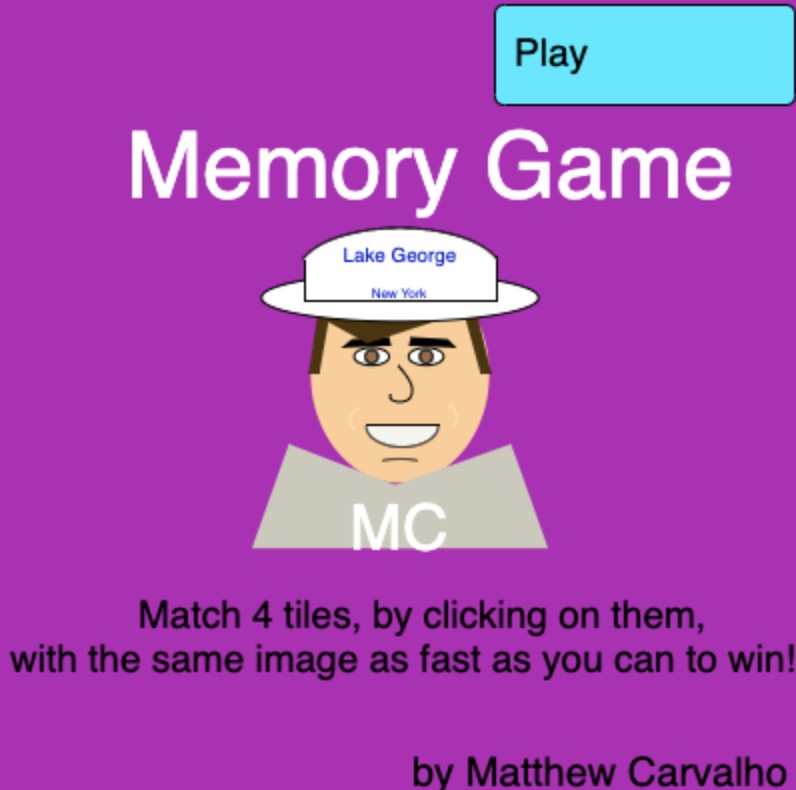 Play
Memory Game
Lake George
New York
MC
Match 4 tiles, by clicking on them,
with the same image as fast as you can to win!
by Matthew Carvalho